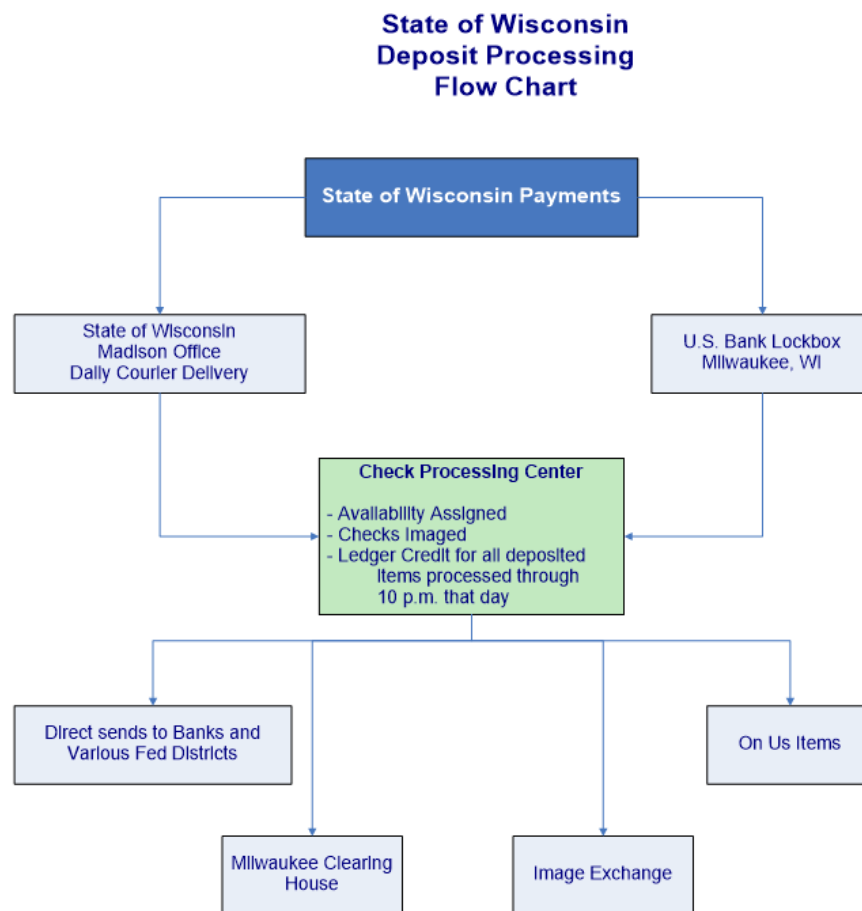 State of Wisconsin
Deposit Processing
Flow Chart
State of Wisconsin Payments
State of Wisconsin
Madison Office
Daily Courier Delivery
U.S. Bank Lockbox
Milwaukee, WI
Check Processing Center
- Availability Assigned
- Checks Imaged
- Ledger Credit for all deposited
Items processed through
10 p.m. that day
Direct sends to Banks and
Various Fed Districts
On Us Items
Milwaukee Clearing
House
Image Exchange